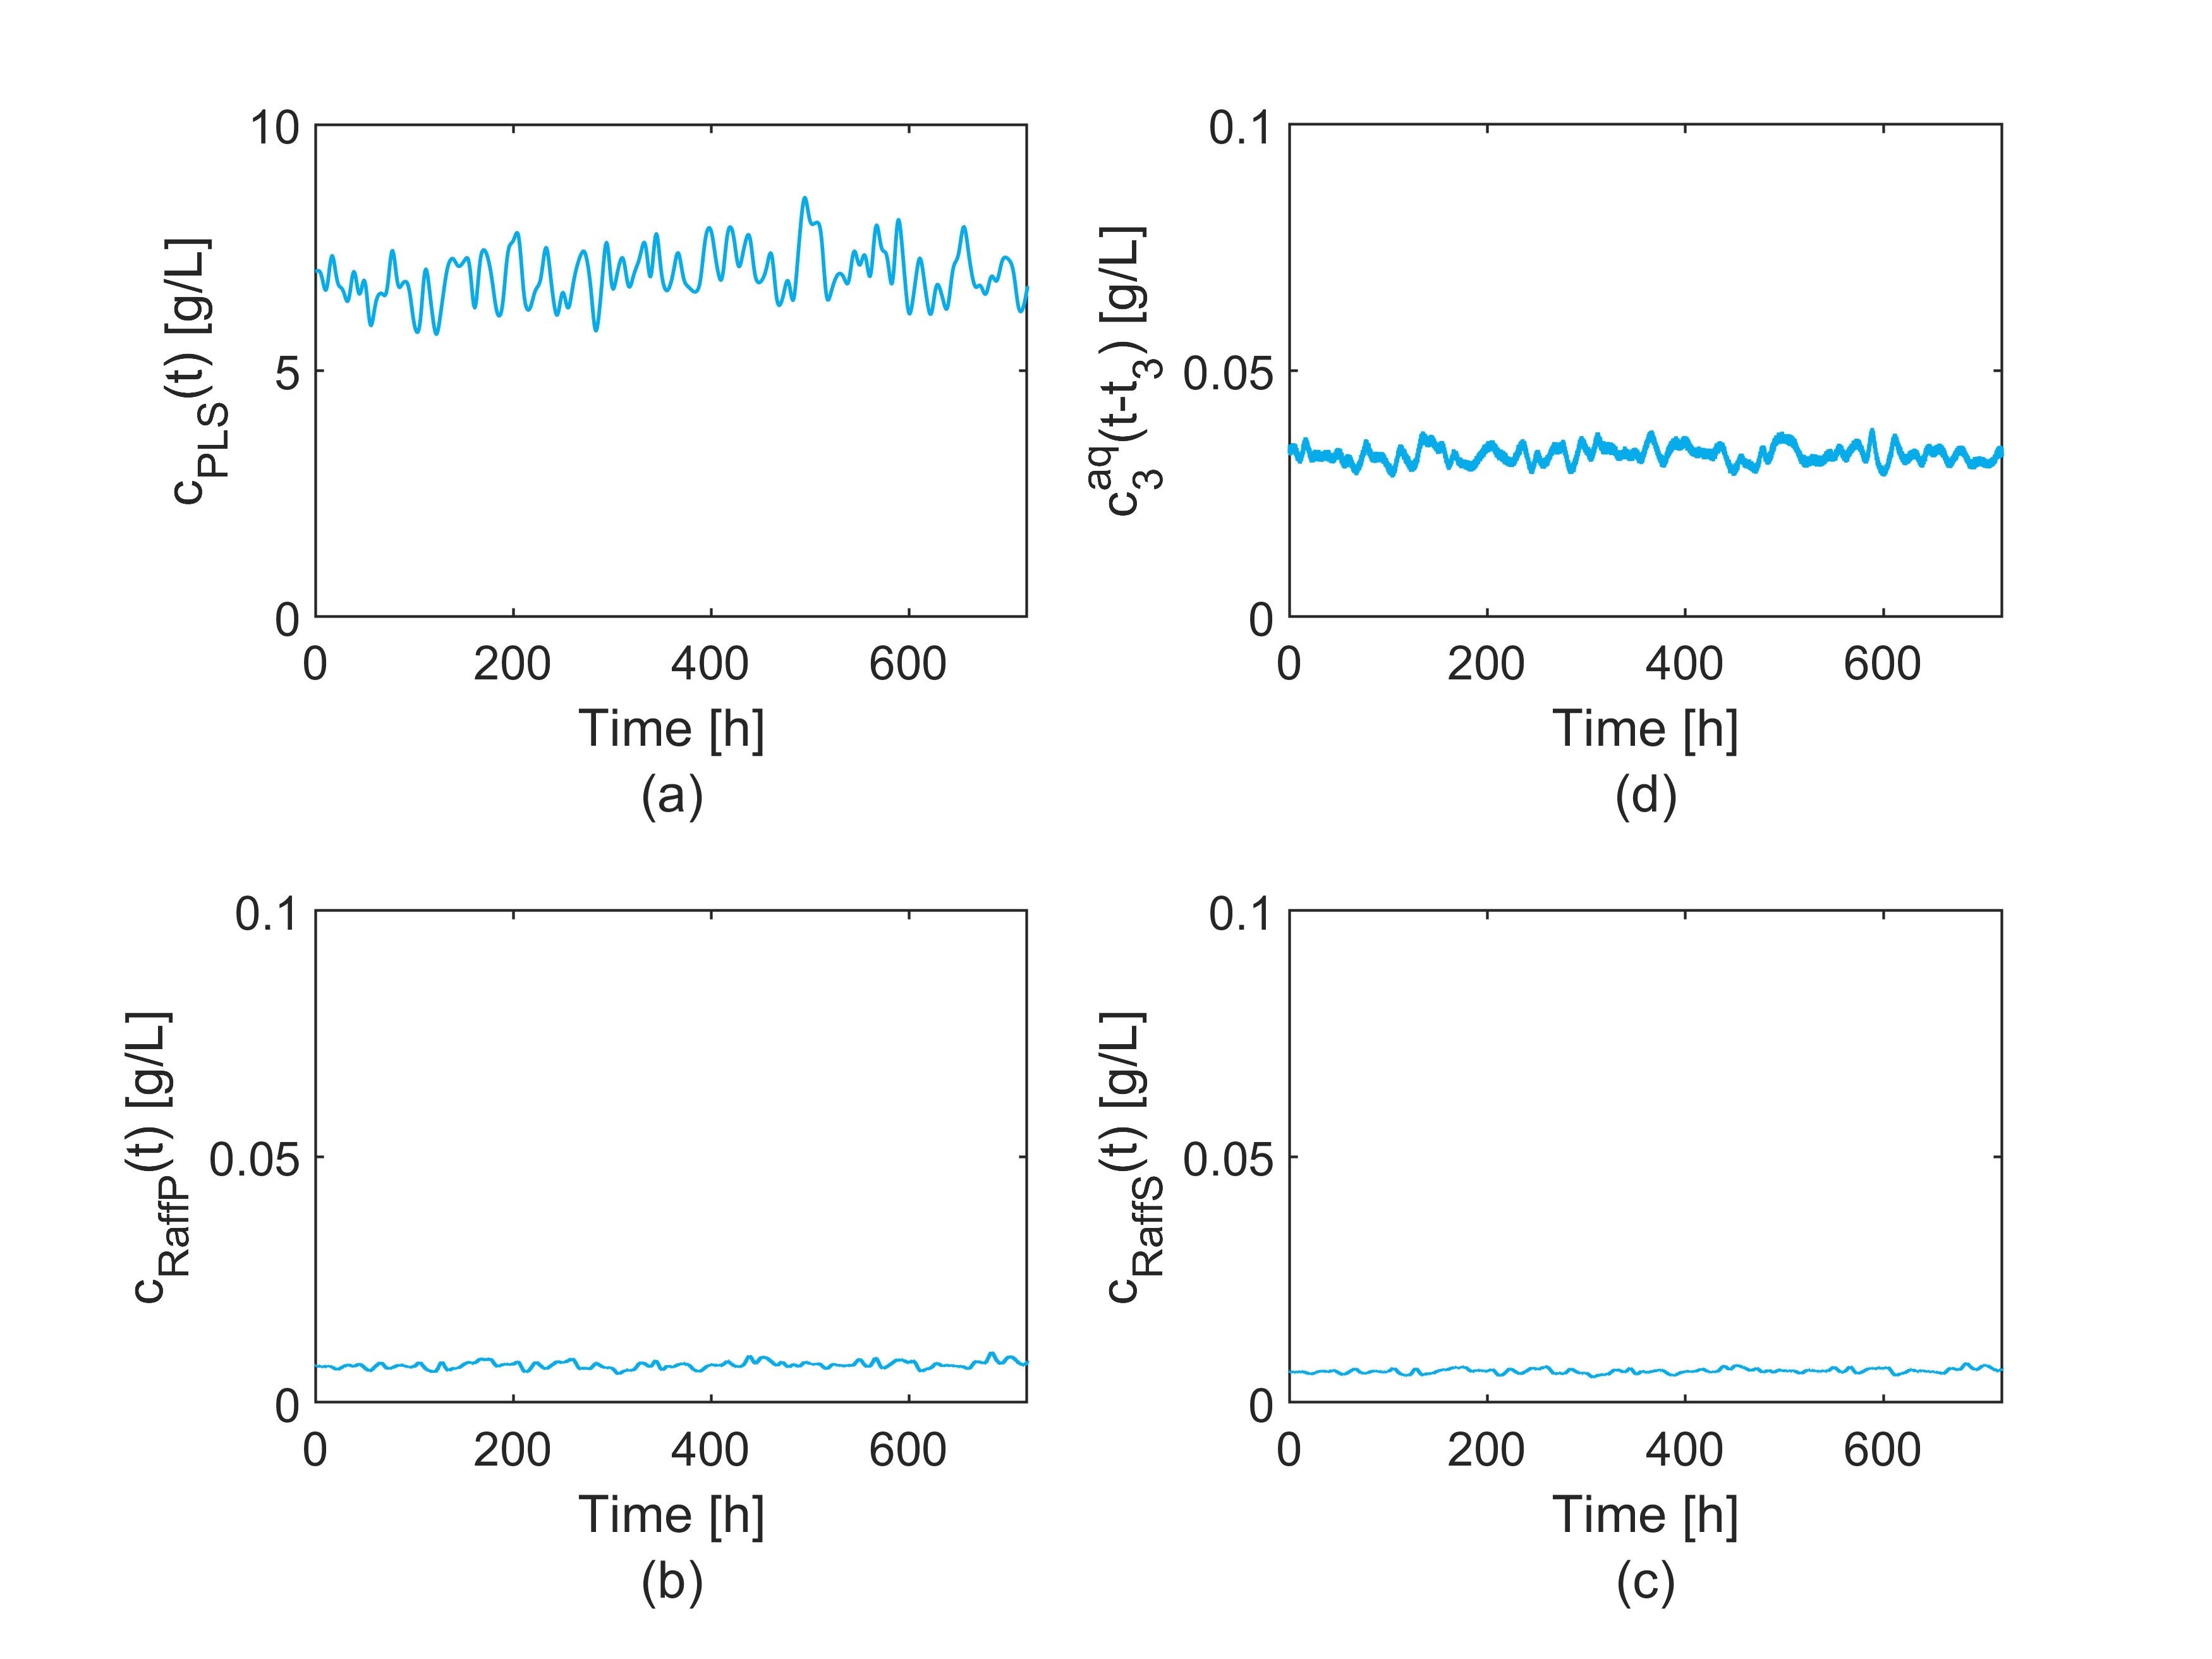 c_PLS(t) [g/L]
10
5
0
0 200 400 600
Time [h]
(a)
c_3^aq(t-t_3) [g/L]
0.1
0.05
0
0 200 400 600
Time [h]
(d)
c_RaffP(t) [g/L]
0.1
0.05
0
0 200 400 600
Time [h]
(b)
c_RaffS(t) [g/L]
0.1
0.05
0
0 200 400 600
Time [h]
(c)